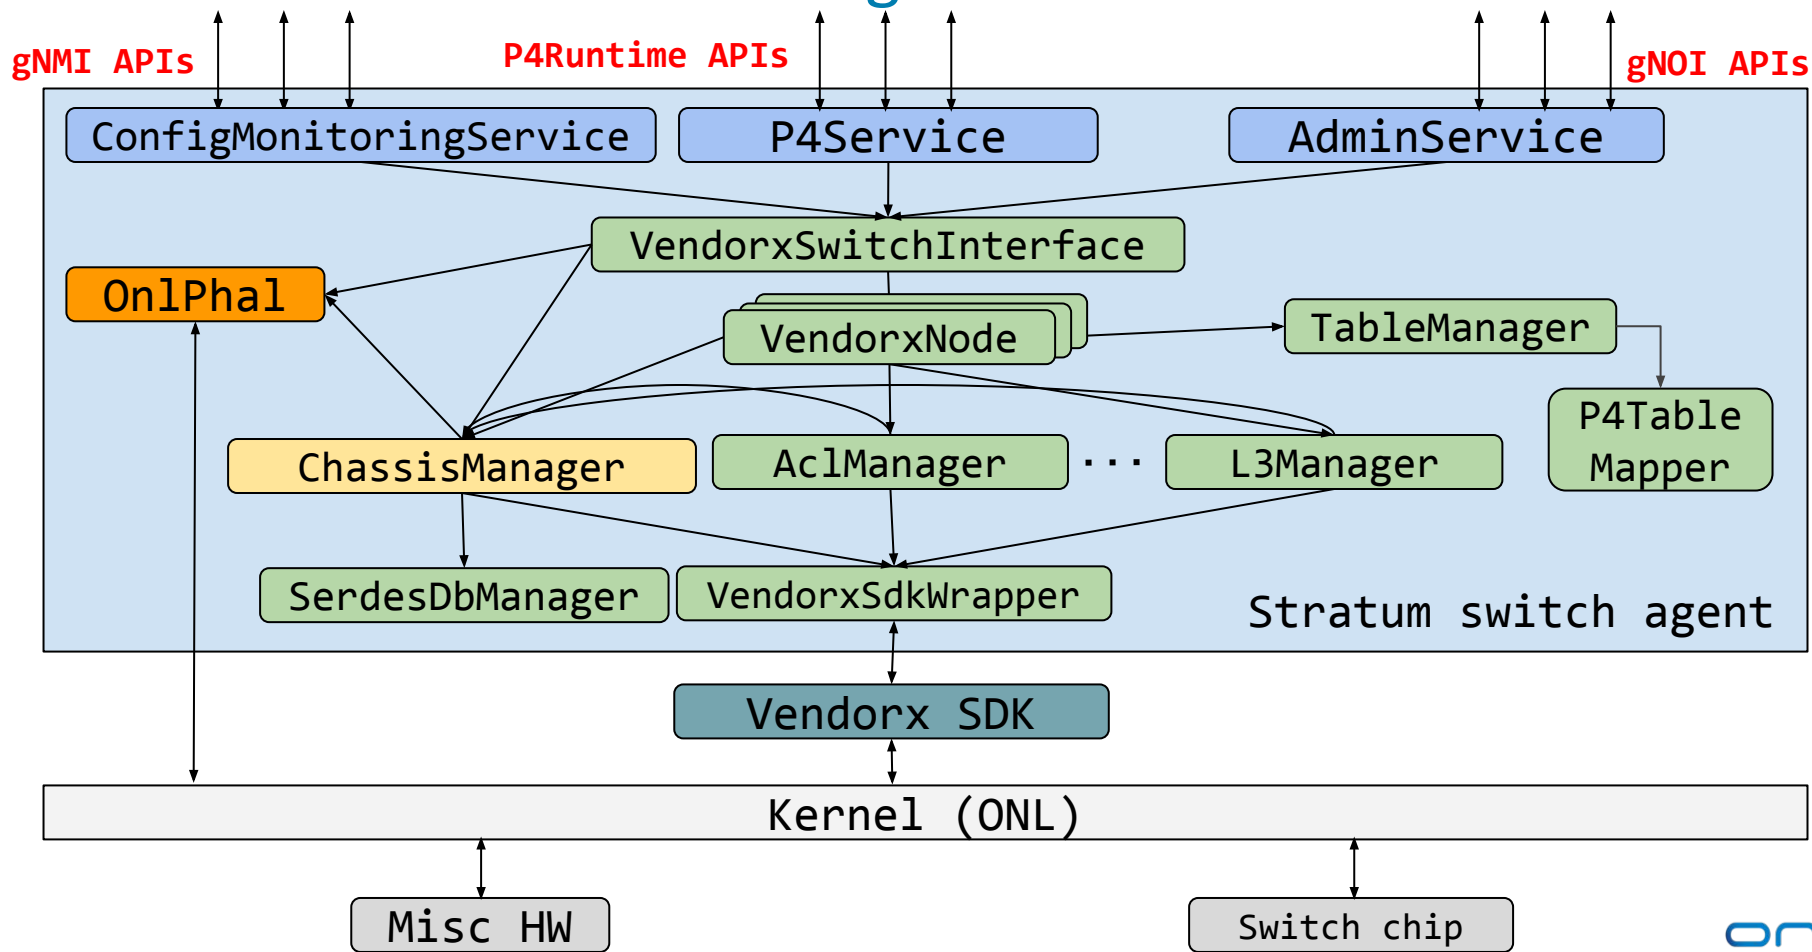 gNMI APIs
P4Runtime APIs
gNOI APIs
ConfigMonitoringService
P4Service
AdminService
VendorxSwitchInterface
OnlPhal
VendorxNode
TableManager
P4Table
Mapper
ChassisManager
AclManager
...
L3Manager
SerdesDbManager
VendorxSdkWrapper
Stratum switch agent
Vendorx SDK
Kernel (ONL)
Misc HW
Switch chip